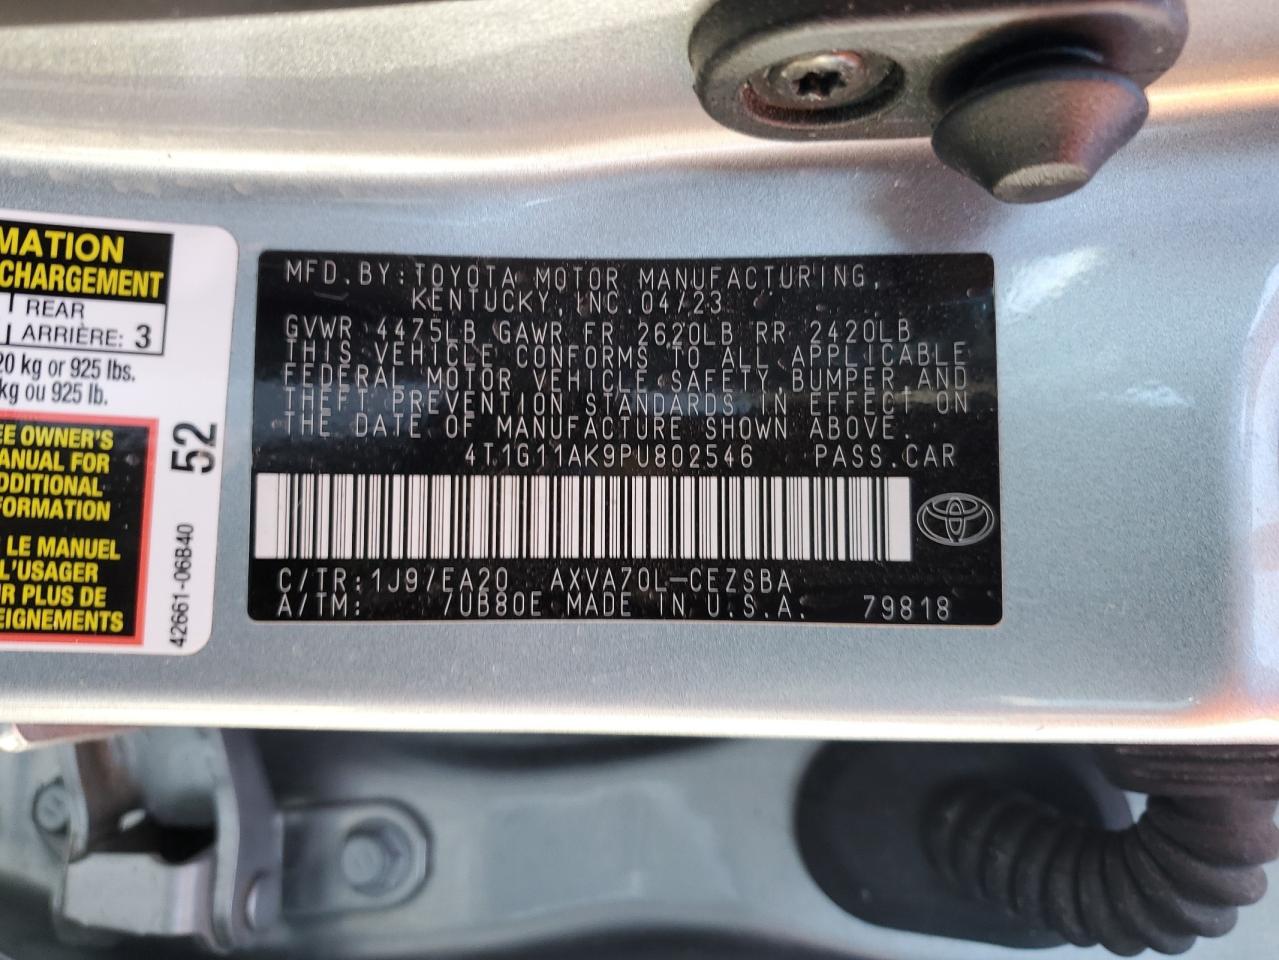 MATION
CHARGEMENT
REAR
ARRIÈRE: 3
20 kg or 925 lbs.
kg ou 925 lb.
EE OWNER'S
ANUAL FOR
DDITIONAL
FORMATION
LE MANUEL
L'USAGER
R PLUS DE
EIGNEMENTS
52
42661-06B40
MFD. BY: TOYOTA MOTOR MANUFACTURING,
KENTUCKY, INC. 04/23
GVWR 4475LB GAWR FR 2620LB RR 2420LB
THIS VEHICLE CONFORMS TO ALL APPLICABLE
FEDERAL MOTOR VEHICLE SAFETY, BUMPER, AND
THEFT PREVENTION STANDARDS IN EFFECT ON
THE DATE OF MANUFACTURE SHOWN ABOVE.
4T1G11AK9PU802546 PASS.CAR
C/TR: 1J9/EA20 AXVA70L-CEZSBA
A/TM: 7UB80E MADE IN U.S.A. 79818